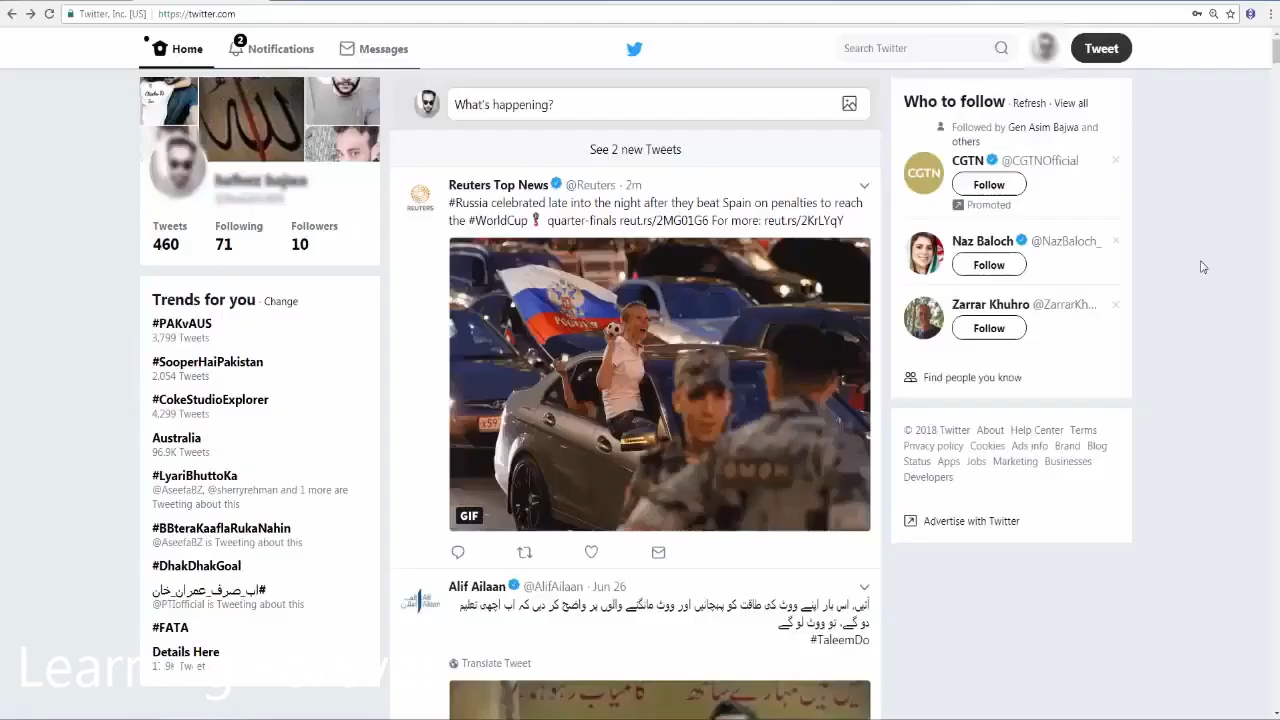 Twitter, Inc. [US] | https://twitter.com
Home
2
Notifications
Messages
Search Twitter
Tweet
Tweets
Following
Followers
460
71
10
Trends for you · Change
#PAKvAUS
3,799 Tweets
#SooperHaiPakistan
2,054 Tweets
#CokeStudioExplorer
4,299 Tweets
Australia
96.9K Tweets
#LyariBhuttoKa
@AseefaBZ, @sherryrehman and 1 more are
Tweeting about this
#BBteraKaaflaRukaNahin
@AseefaBZ is Tweeting about this
#DhakDhakGoal
#اب_صرف_عمران_خان
@PTIofficial is Tweeting about this
#FATA
Details Here
What's happening?
See 2 new Tweets
Reuters Top News @Reuters · 2m
#Russia celebrated late into the night after they beat Spain on penalties to reach
the #WorldCup quarter-finals reut.rs/2MG01G6 For more: reut.rs/2KrLYqY
GIF
Alif Ailaan @AlifAilaan · Jun 26
آئیں، اس بار اپنے ووٹ کی طاقت کو پہچانیں اور ووٹ مانگنے والوں پر واضح کر دیں کہ اب اچھی تعلیم
دو گے، تو ووٹ لو گے
#TaleemDo
Translate Tweet
Who to follow · Refresh · View all
Followed by Gen Asim Bajwa and
others
CGTN @CGTNOfficial
Follow
Promoted
Naz Baloch @NazBaloch_
Follow
Zarrar Khuhro @ZarrarKh...
Follow
Find people you know
© 2018 Twitter About Help Center Terms
Privacy policy Cookies Ads info Brand Blog
Status Apps Jobs Marketing Businesses
Developers
Advertise with Twitter